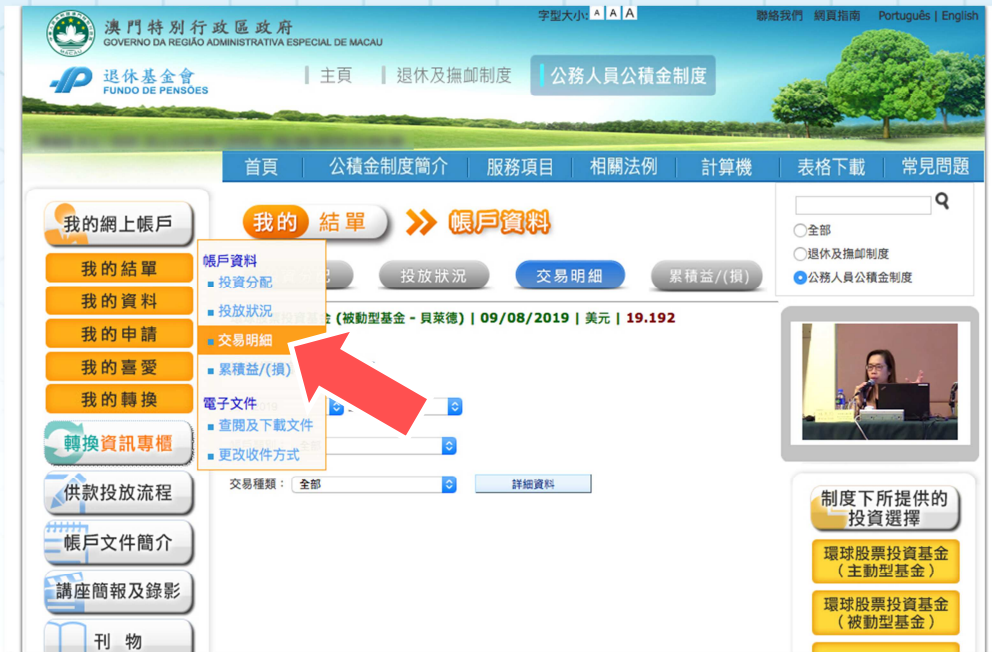 字型大小: A A A
聯絡我們 網頁指南 Português | English
澳門特別行政區政府
GOVERNO DA REGIÃO ADMINISTRATIVA ESPECIAL DE MACAU
退休基金會
FUNDO DE PENSÕES
主頁
退休及撫卹制度
公務人員公積金制度
首頁
公積金制度簡介
服務項目
相關法例
計算機
表格下載
常見問題
我的網上帳戶
我的結單
我的資料
我的申請
我的喜愛
我的轉換
轉換資訊專櫃
供款投放流程
帳戶文件簡介
講座簡報及錄影
刊 物
我的 結單
帳戶資料
帳戶資料
投資分配
投放狀況
交易明細
累積益/(損)
電子文件
查閱及下載文件
更改收件方式
投放狀況
交易明細
累積益/(損)
基金 (被動型基金 - 貝萊德) | 09/08/2019 | 美元 | 19.192
交易種類：
全部
詳細資料
全部
退休及撫卹制度
公務人員公積金制度
制度下所提供的
投資選擇
環球股票投資基金
（主動型基金）
環球股票投資基金
（被動型基金）